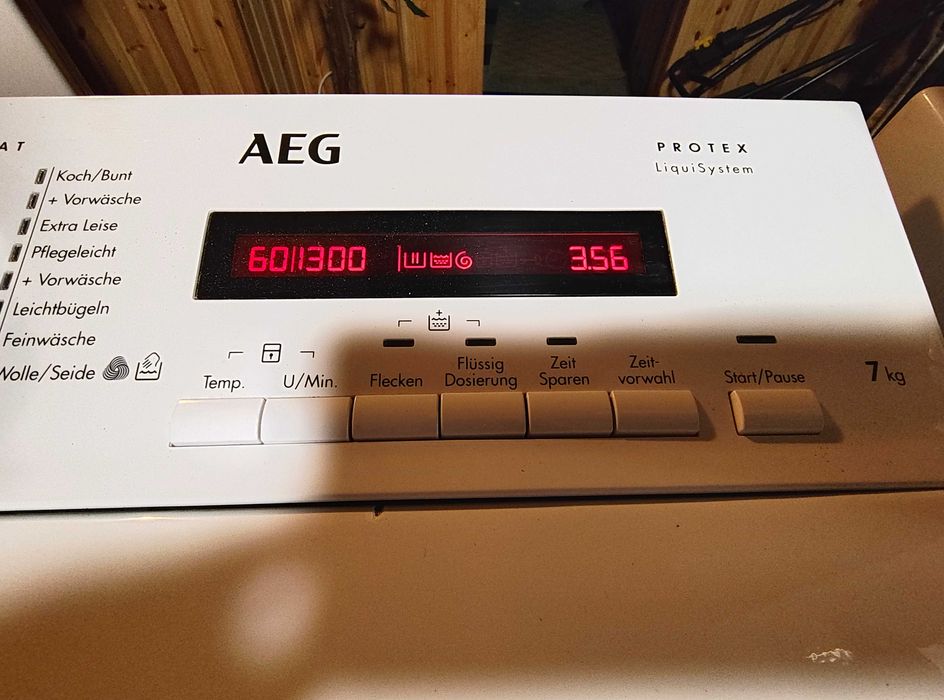 AT
AEG
PROTEX
LiquiSystem
Koch/Bunt
+ Vorwäsche
Extra Leise
Pflegeleicht
+ Vorwäsche
Leichtbügeln
Feinwäsche
Wolle/Seide
60 1300 3.56
Temp.
U/Min.
Flecken
Flüssig
Dosierung
Zeit
Sparen
Zeit-
vorwahl
Start/Pause
7 kg